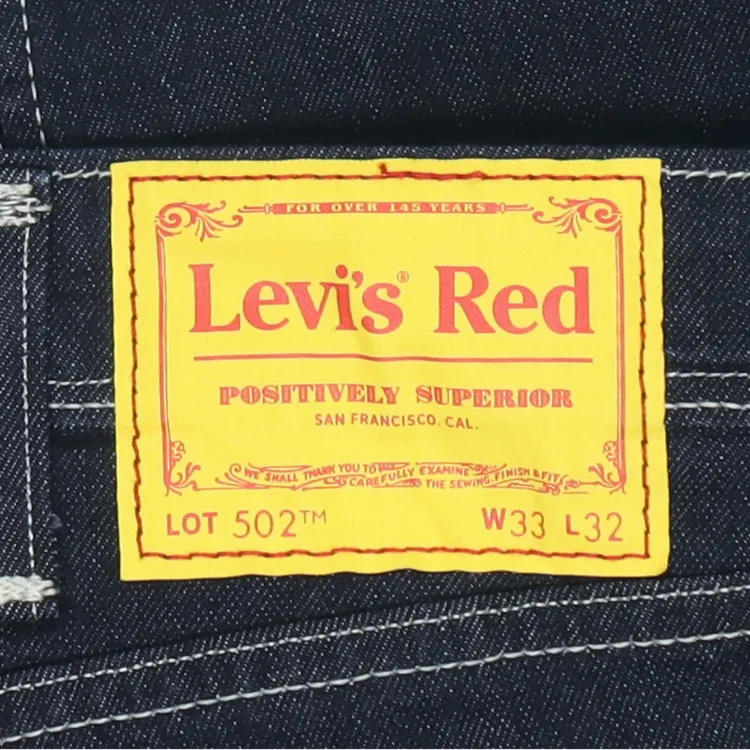 FOR OVER 145 YEARS
Levi's® Red
POSITIVELY SUPERIOR
SAN FRANCISCO. CAL.
WE SHALL THANK YOU TO CAREFULLY EXAMINE THE SEWING, FINISH & FIT
LOT 502™ W33 L32